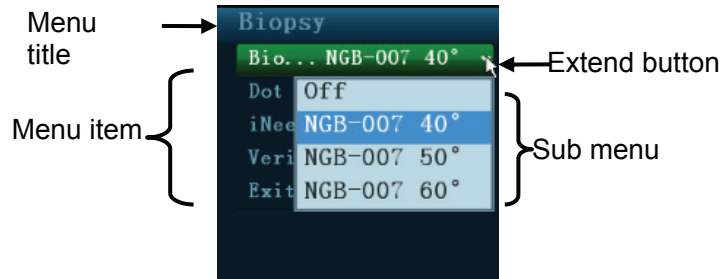 Menu title
Biopsy
Bio... NGB-007 40°
Extend button
Menu item
Dot
iNee
Veri
Exit
Off
NGB-007 40°
NGB-007 50°
NGB-007 60°
Sub menu